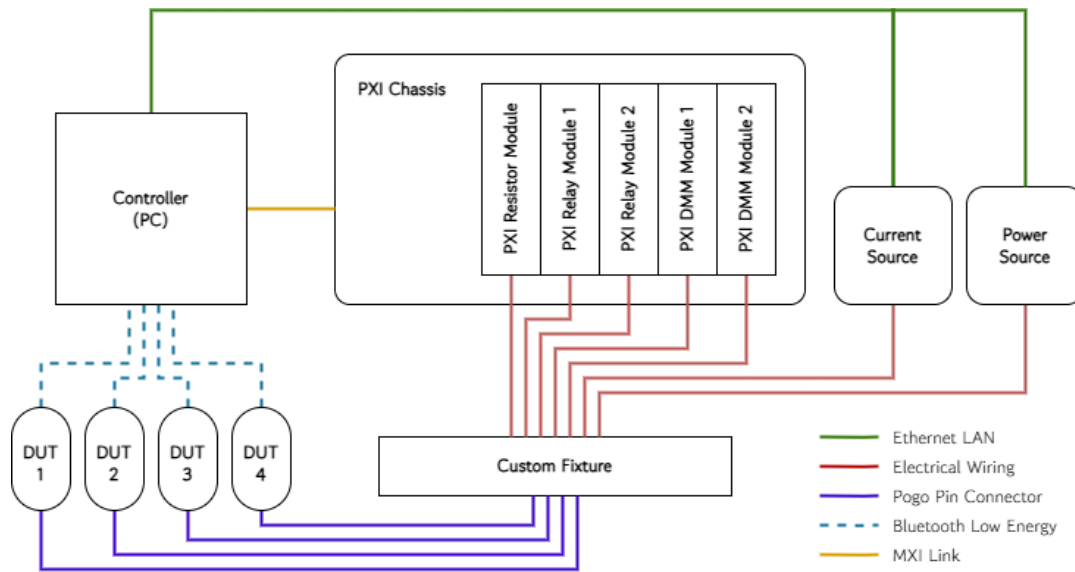 PXI Chassis
PXI Resistor Module
PXI Relay Module 1
PXI Relay Module 2
PXI DMM Module 1
PXI DMM Module 2
Controller
(PC)
Current
Source
Power
Source
DUT
1
DUT
2
DUT
3
DUT
4
Custom Fixture
Ethernet LAN
Electrical Wiring
Pogo Pin Connector
Bluetooth Low Energy
MXI Link